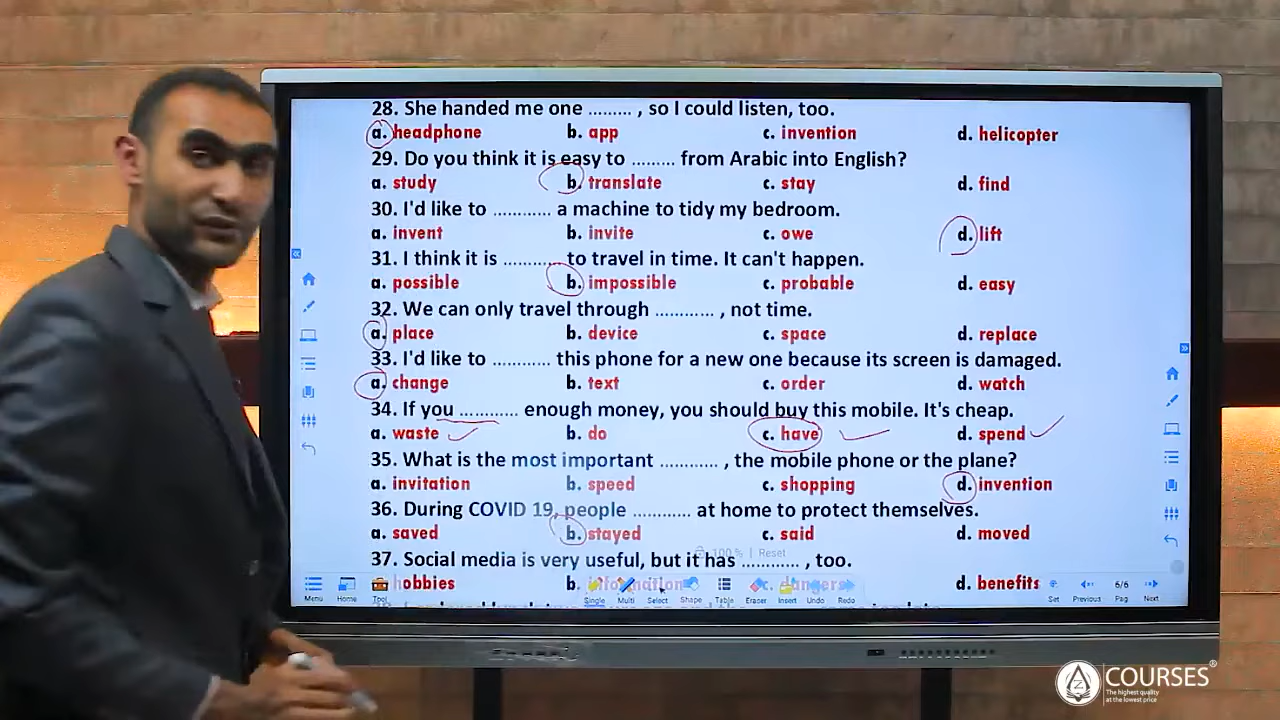 28. She handed me one ........ , so I could listen, too.
a. headphone b. app c. invention d. helicopter
29. Do you think it is easy to ........ from Arabic into English?
a. study b. translate c. stay d. find
30. I'd like to ........... a machine to tidy my bedroom.
a. invent b. invite c. owe d. lift
31. I think it is ........... to travel in time. It can't happen.
a. possible b. impossible c. probable d. easy
32. We can only travel through ........... , not time.
a. place b. device c. space d. replace
33. I'd like to ........... this phone for a new one because its screen is damaged.
a. change b. text c. order d. watch
34. If you ........... enough money, you should buy this mobile. It's cheap.
a. waste b. do c. have d. spend
35. What is the most important ........... , the mobile phone or the plane?
a. invitation b. speed c. shopping d. invention
36. During COVID 19, people ........... at home to protect themselves.
a. saved b. stayed c. said d. moved
100 % | Reset
37. Social media is very useful, but it has ........... , too.
hobbies b. information c. dangers d. benefits
Menu Home Tool Single Multi Select Shape Table Eraser Insert Undo Redo Set Previous 6/6 Pag Next
COURSES®
The highest quality
at the lowest price